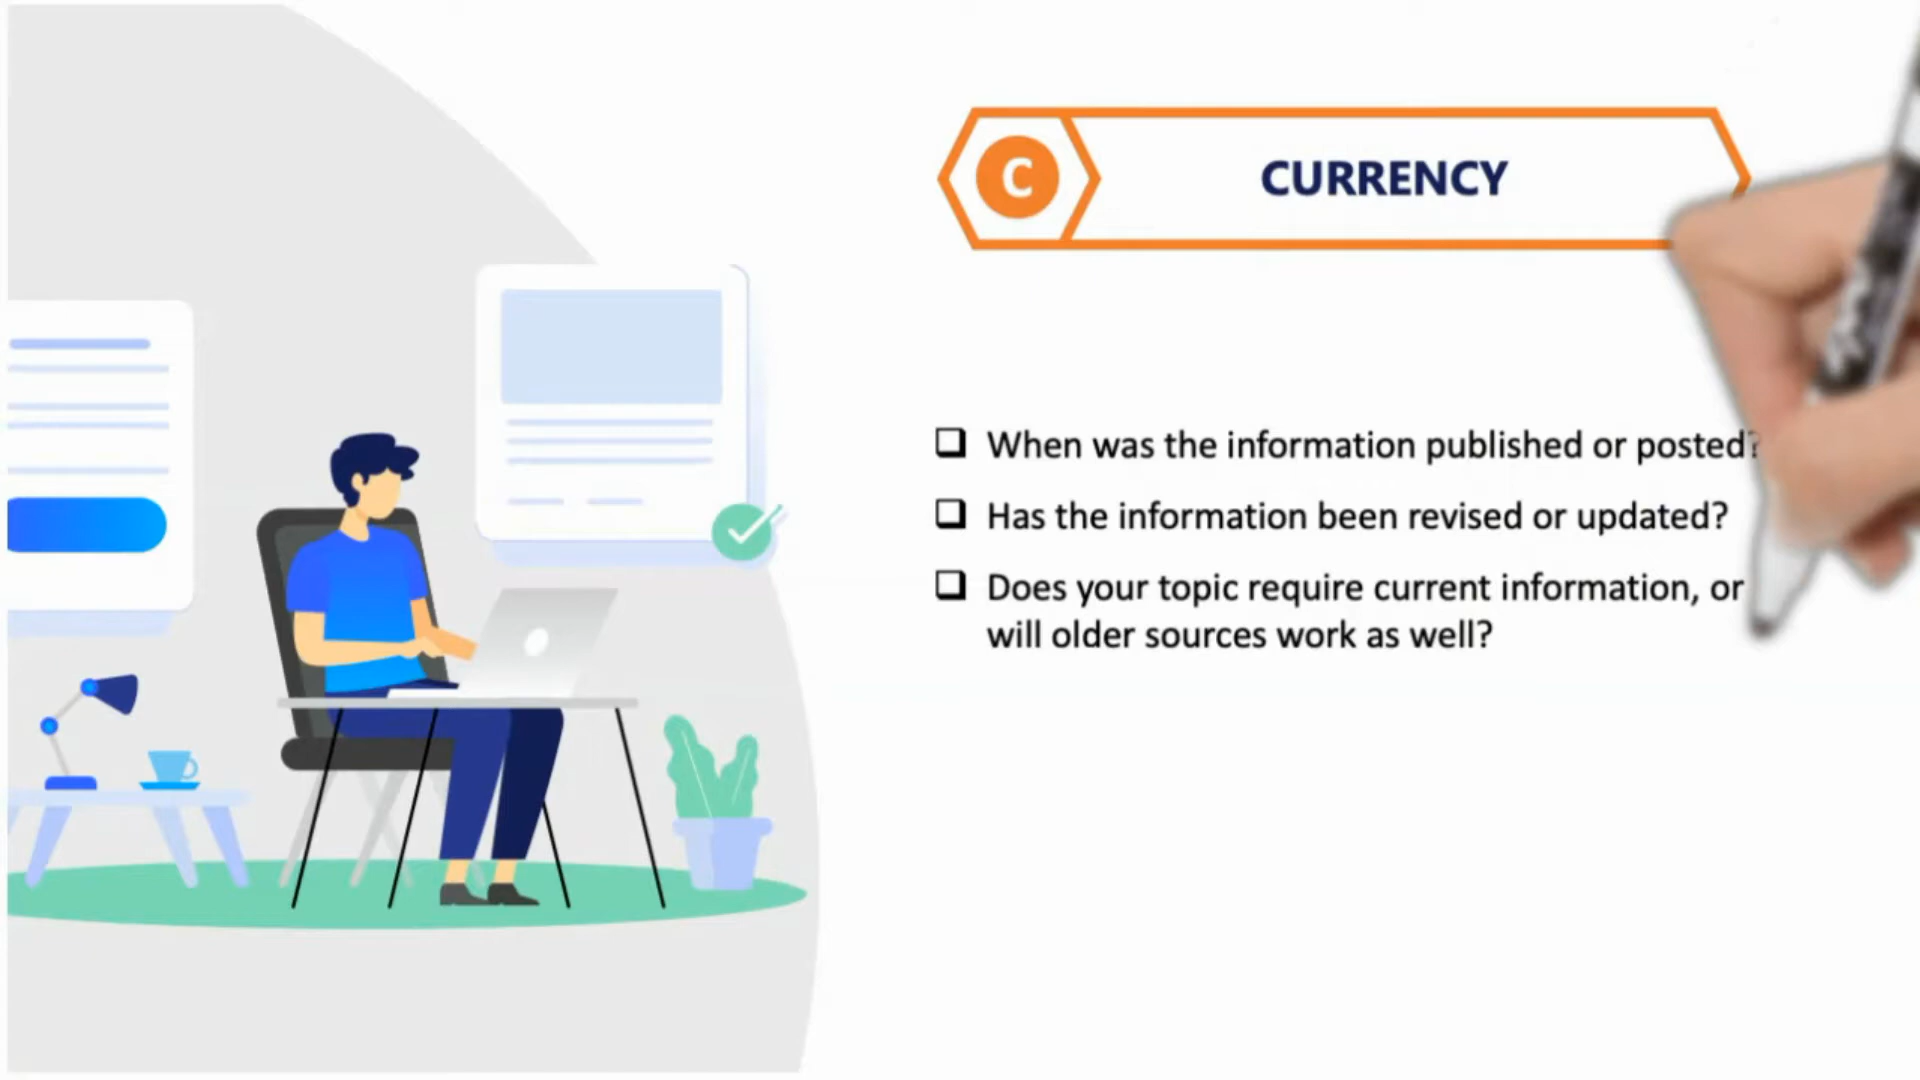 C
CURRENCY
When was the information published or posted?
Has the information been revised or updated?
Does your topic require current information, or
will older sources work as well?